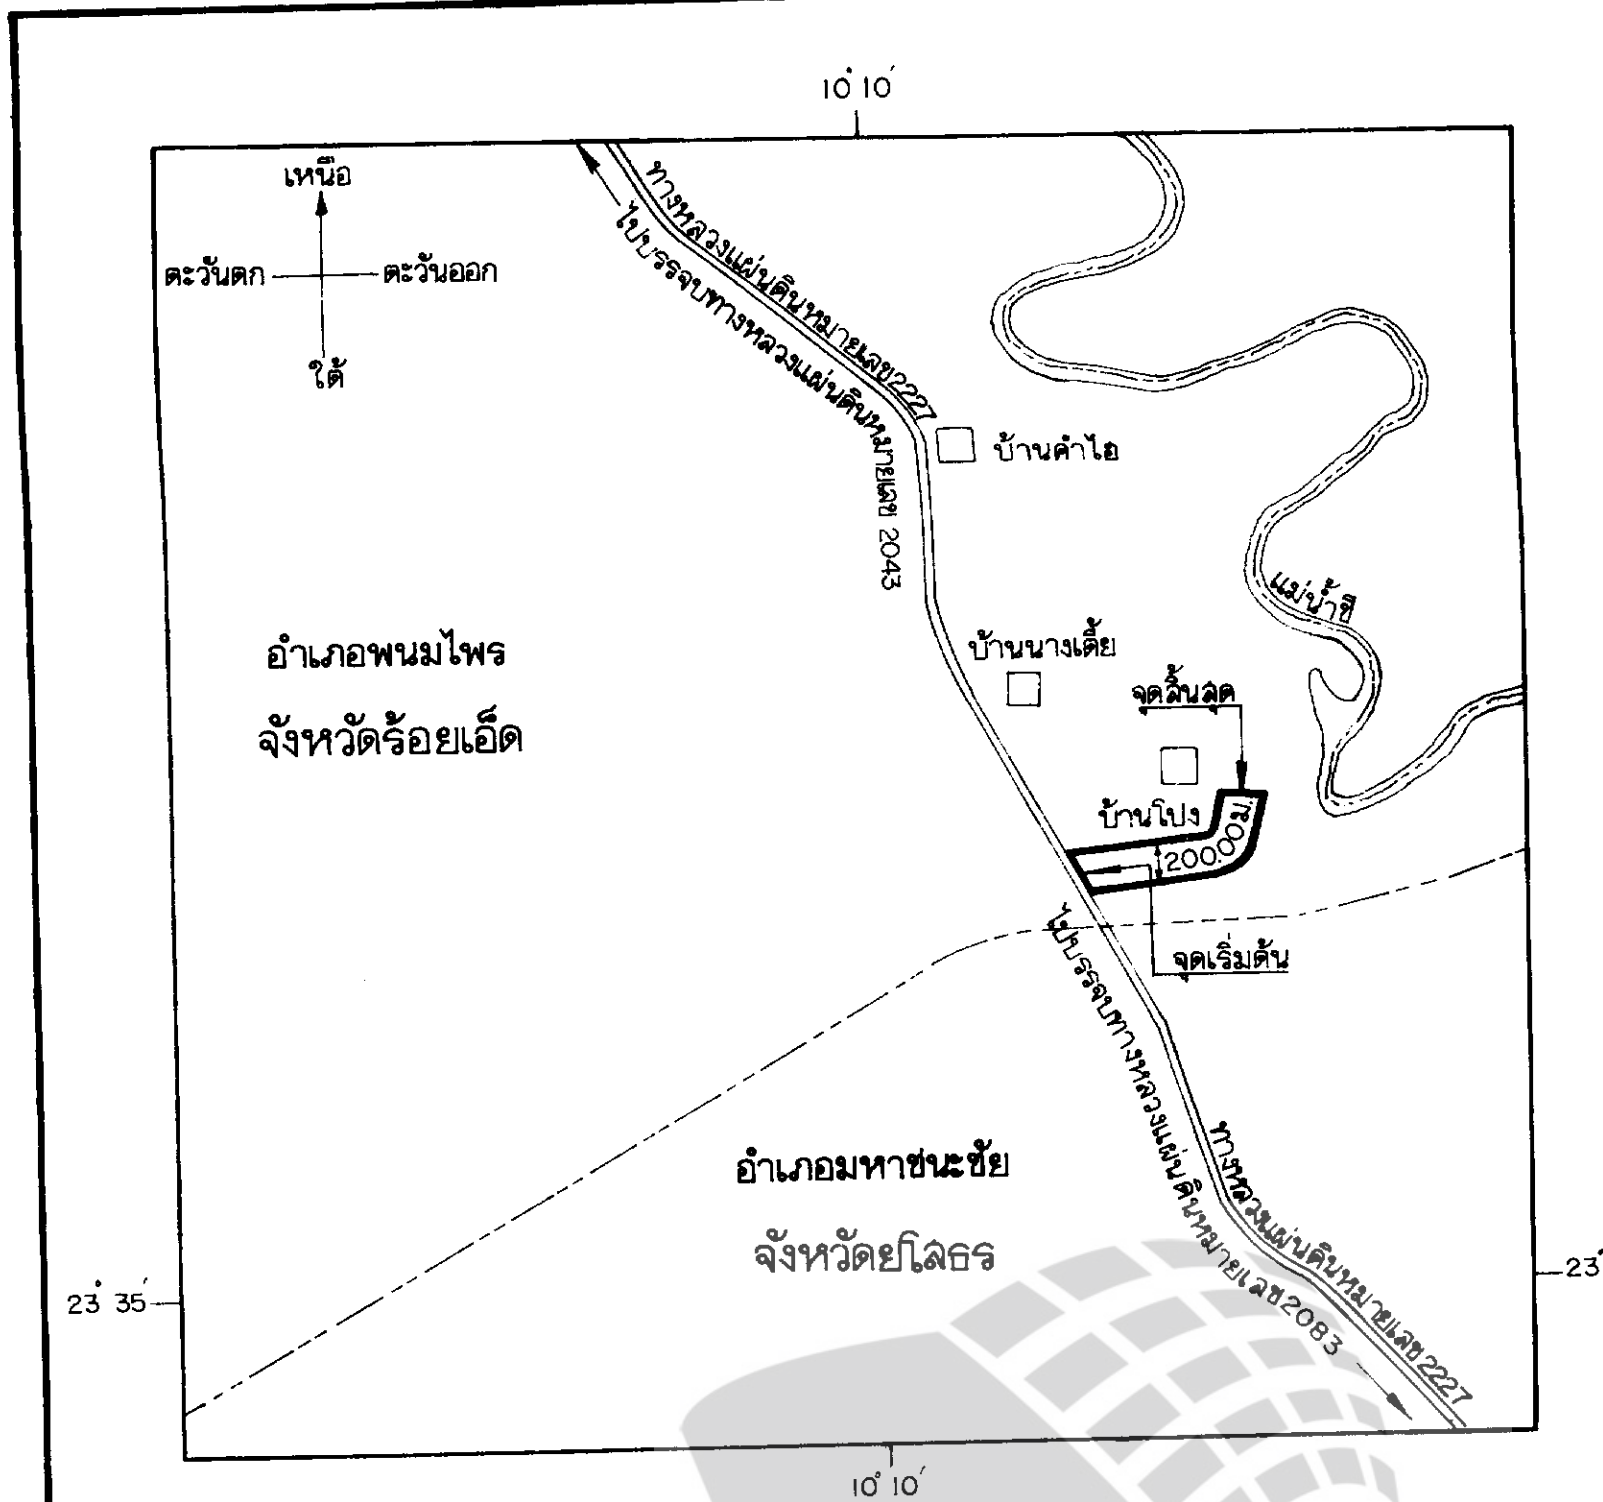 10° 10′
เหนือ
ตะวันตก
ตะวันออก
ใต้
ทางหลวงแผ่นดินหมายเลข2227
ไปบรรจบทางหลวงแผ่นดินหมายเลข 2043
บ้านคำไฮ
แม่น้ำชี
อำเภอพนมไพร
จังหวัดร้อยเอ็ด
บ้านนางเดี่ย
จุดสิ้นสุด
บ้านโปง
200.00ม.
จุดเริ่มต้น
ไปบรรจบทางหลวงแผ่นดินหมายเลข2083
ทางหลวงแผ่นดินหมายเลข2227
อำเภอมหาชนะชัย
จังหวัดยโสธร
23° 35′
23°
10° 10′